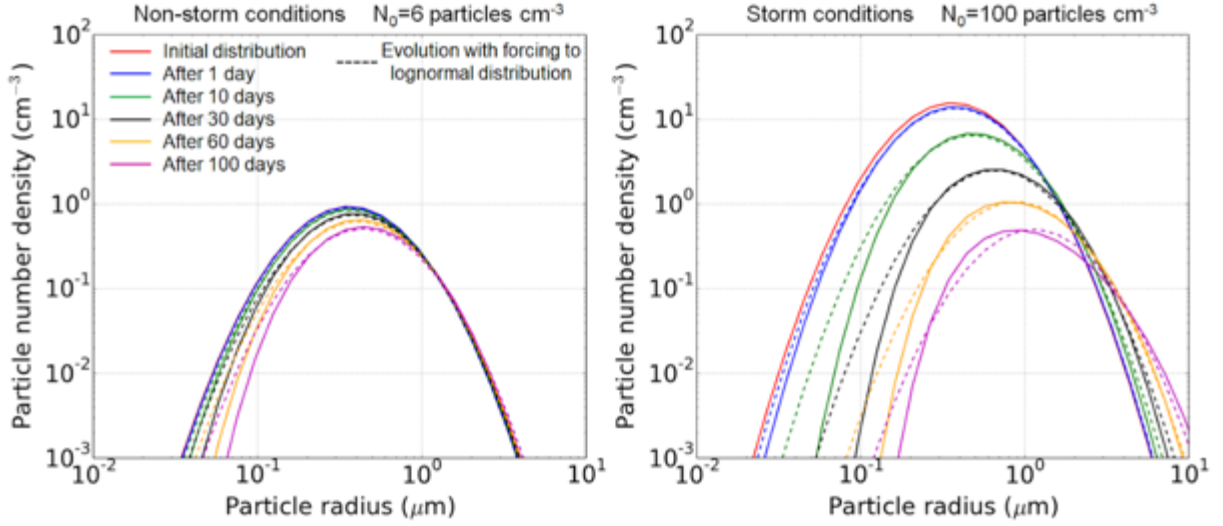 Non-storm conditions N₀=6 particles cm⁻³
10²
10¹
10⁰
10⁻¹
10⁻²
10⁻³
Particle number density (cm⁻³)
Initial distribution
After 1 day
After 10 days
After 30 days
After 60 days
After 100 days
Evolution with forcing to
lognormal distribution
10⁻² 10⁻¹ 10⁰ 10¹
Particle radius (μm)
Storm conditions N₀=100 particles cm⁻³
10²
10¹
10⁰
10⁻¹
10⁻²
10⁻³
Particle number density (cm⁻³)
10⁻² 10⁻¹ 10⁰ 10¹
Particle radius (μm)